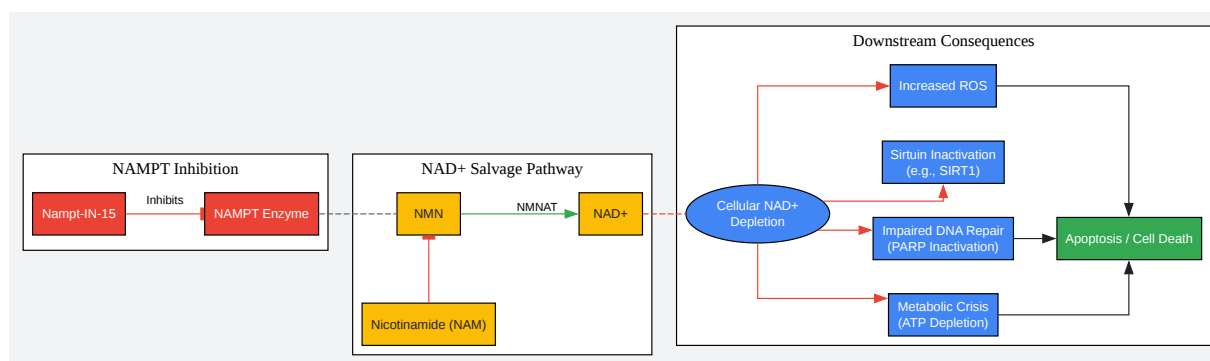 NAMPT Inhibition
Nampt-IN-15
Inhibits
NAMPT Enzyme
NAD+ Salvage Pathway
NMN
MNAT
NAD+
Nicotinamide (NAM)
Downstream Consequences
Cellular NAD+
Depletion
Increased ROS
Sirtuin Inactivation
(e.g., SIRT1)
Impaired DNA Repair
(PARP Inactivation)
Metabolic Crisis
(ATP Depletion)
Apoptosis / Cell Death